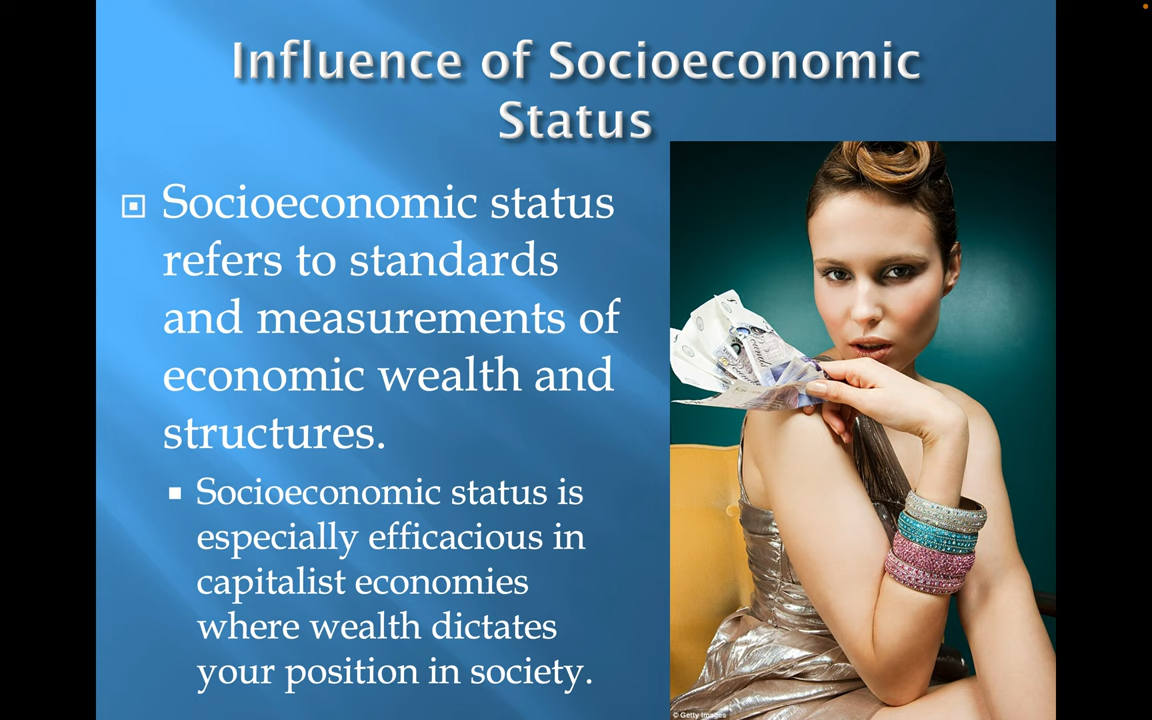 Influence of Socioeconomic
Status
Socioeconomic status
refers to standards
and measurements of
economic wealth and
structures.
Socioeconomic status is
especially efficacious in
capitalist economies
where wealth dictates
your position in society.
© Getty Images